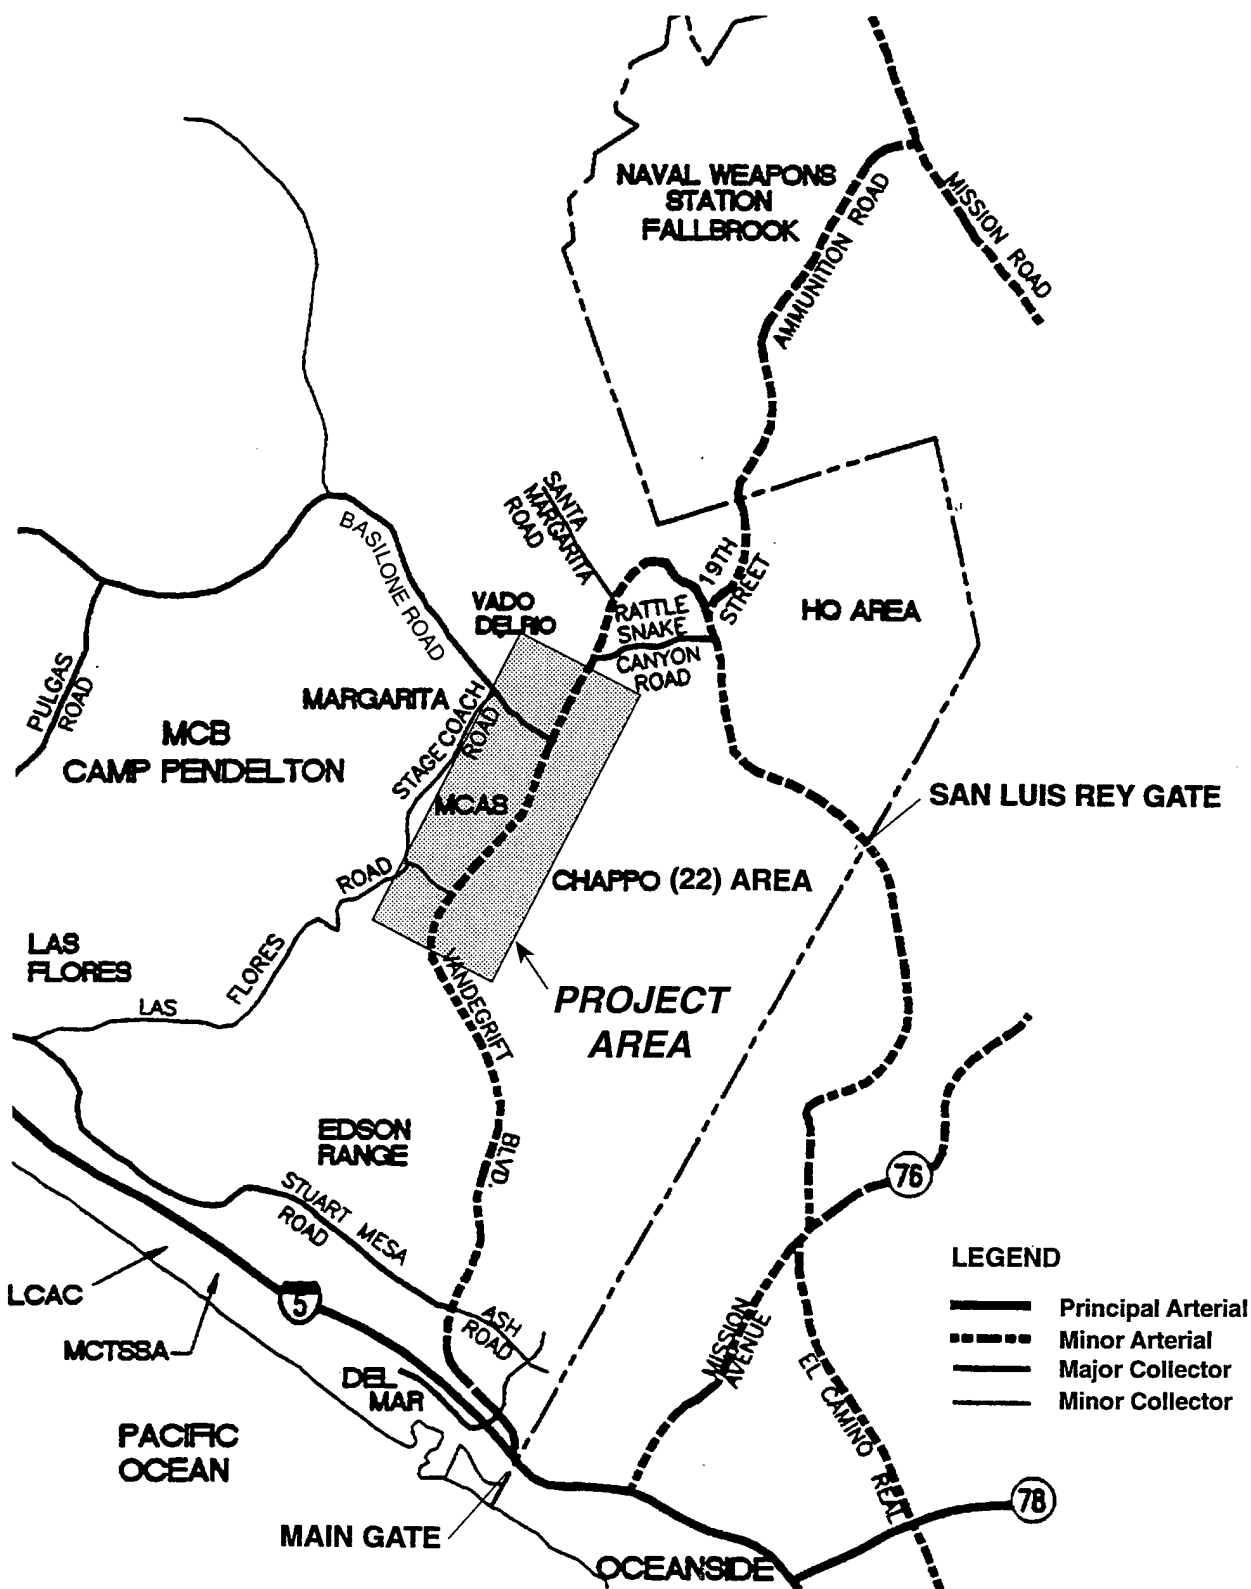 NAVAL WEAPONS
STATION
FALLBROOK
AMMUNITION ROAD
MISSION ROAD
SANTA
MARGARITA
ROAD
BASILONE ROAD
19TH
STREET
VADO
DELRIO
RATTLE
SNAKE
CANYON
ROAD
HQ AREA
PULGAS
ROAD
MARGARITA
STAGE COACH
ROAD
MCB
CAMP PENDELTON
MCAS
SAN LUIS REY GATE
ROAD
CHAPPO (22) AREA
LAS
FLORES
FLORES
LAS
VANDEGRIFT
PROJECT
AREA
EDSON
RANGE
BLVD.
76
STUART MESA
ROAD
LCAC
5
ASH
ROAD
MCTSSA
MISSION
AVENUE
DEL
MAR
EL CAMINO REAL
LEGEND
Principal Arterial
Minor Arterial
Major Collector
Minor Collector
PACIFIC
OCEAN
78
MAIN GATE
OCEANSIDE